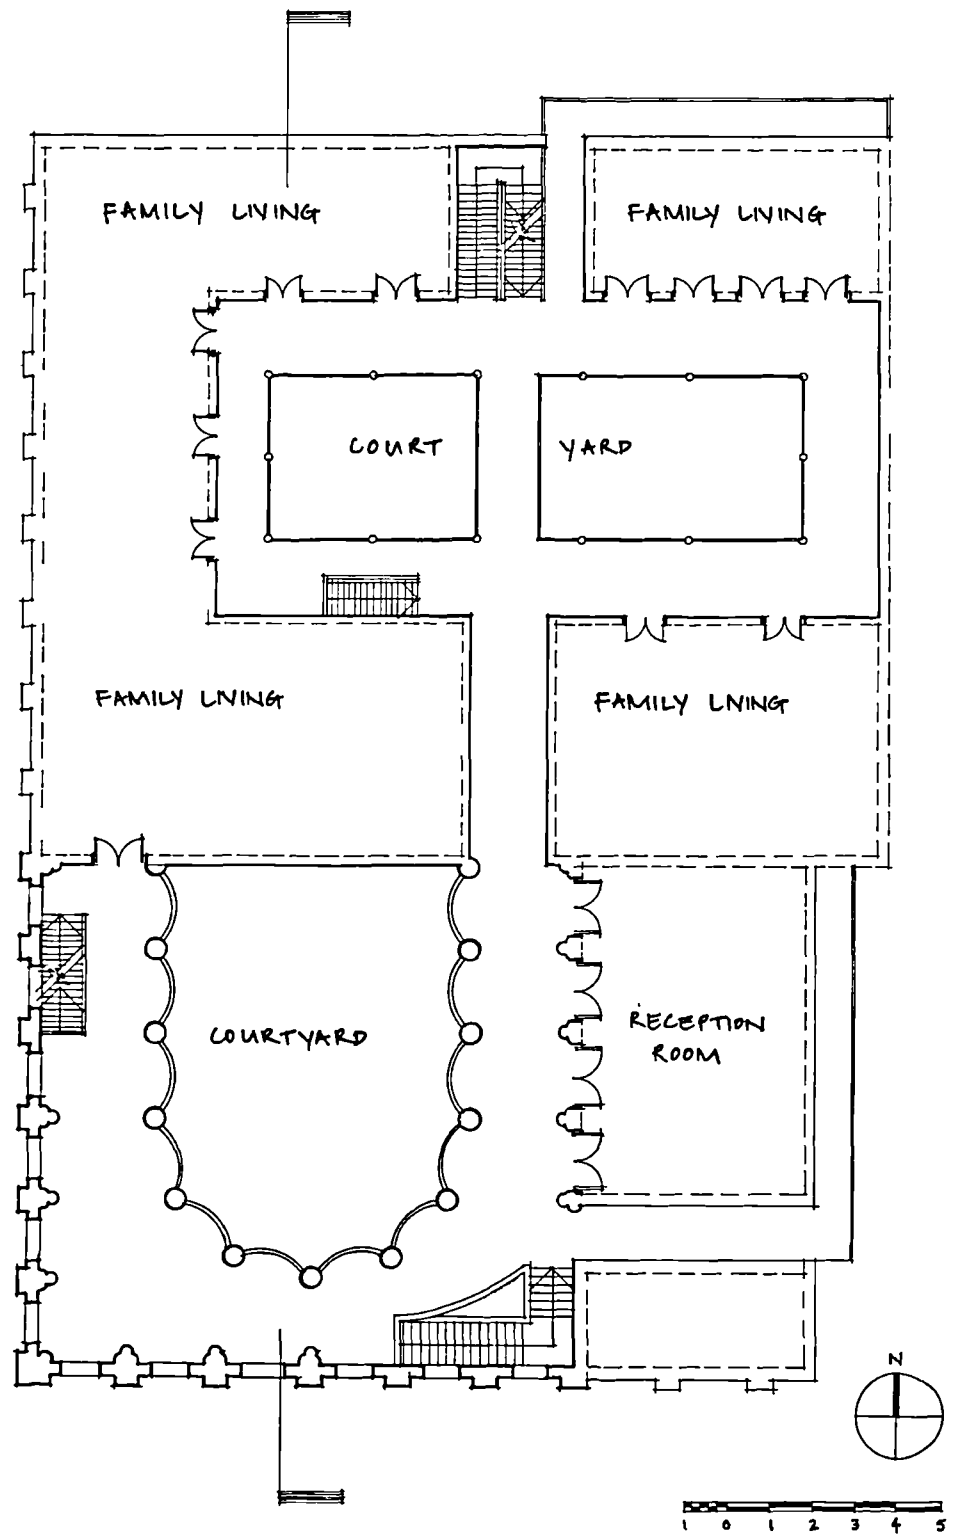 FAMILY LIVING
FAMILY LIVING
COURT YARD
FAMILY LIVING
FAMILY LIVING
COURTYARD
RECEPTION
ROOM
N
1 0 1 2 3 4 5